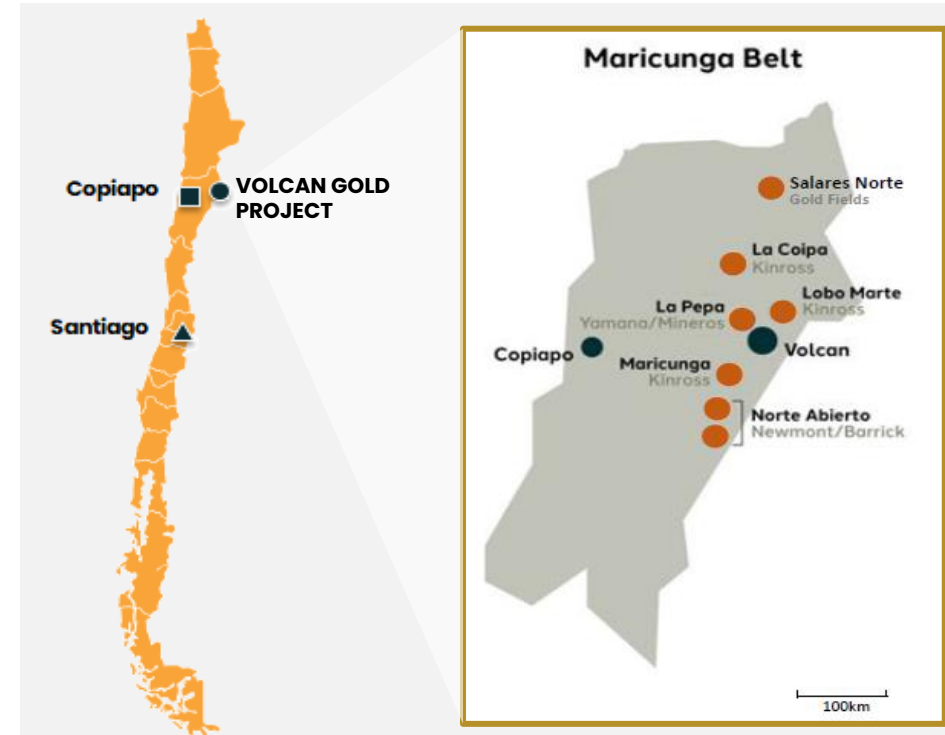 Copiapo
VOLCAN GOLD
PROJECT
Santiago
Maricunga Belt
Salares Norte
Gold Fields
La Coipa
Kinross
Lobo Marte
Kinross
La Pepa
Yamana/Mineros
Copiapo
Volcan
Maricunga
Kinross
Norte Abierto
Newmont/Barrick
100km